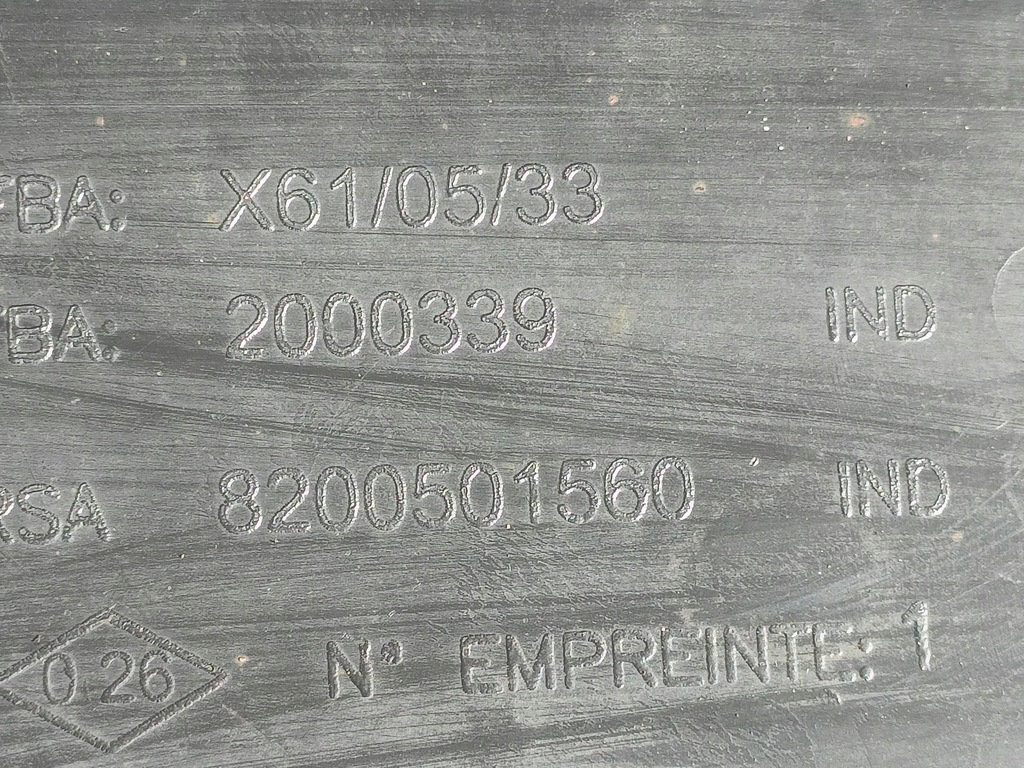 FBA: X61/05/33
FBA: 2000339 IND
RSA 8200501560 IND
0.26 N° EMPREINTE: 1